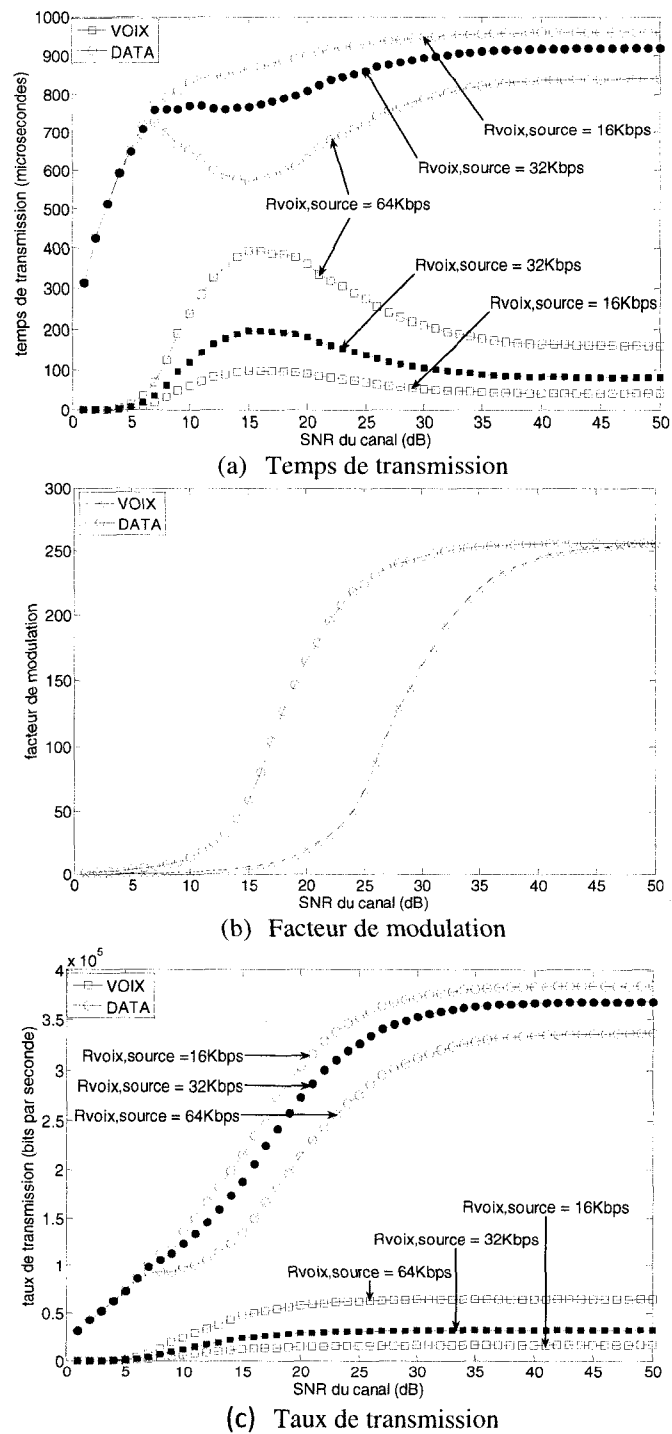 1000
900
800
700
600
500
400
300
200
100
0
temps de transmission (microsecondes)
VOIX
DATA
Rvoix,source = 16Kbps
Rvoix,source = 32Kbps
Rvoix,source = 64Kbps
Rvoix,source = 32Kbps
Rvoix,source = 16Kbps
0 5 10 15 20 25 30 35 40 45 50
SNR du canal (dB)
(a) Temps de transmission
300
250
200
150
100
50
0
facteur de modulation
VOIX
DATA
0 5 10 15 20 25 30 35 40 45 50
SNR du canal (dB)
(b) Facteur de modulation
x 10^5
4
3.5
3
2.5
2
1.5
1
0.5
0
taux de transmission (bits par seconde)
VOIX
DATA
Rvoix,source =16Kbps
Rvoix,source = 32Kbps
Rvoix,source = 64Kbps
Rvoix,source = 16Kbps
Rvoix,source = 32Kbps
Rvoix,source = 64Kbps
0 5 10 15 20 25 30 35 40 45 50
SNR du canal (dB)
(c) Taux de transmission